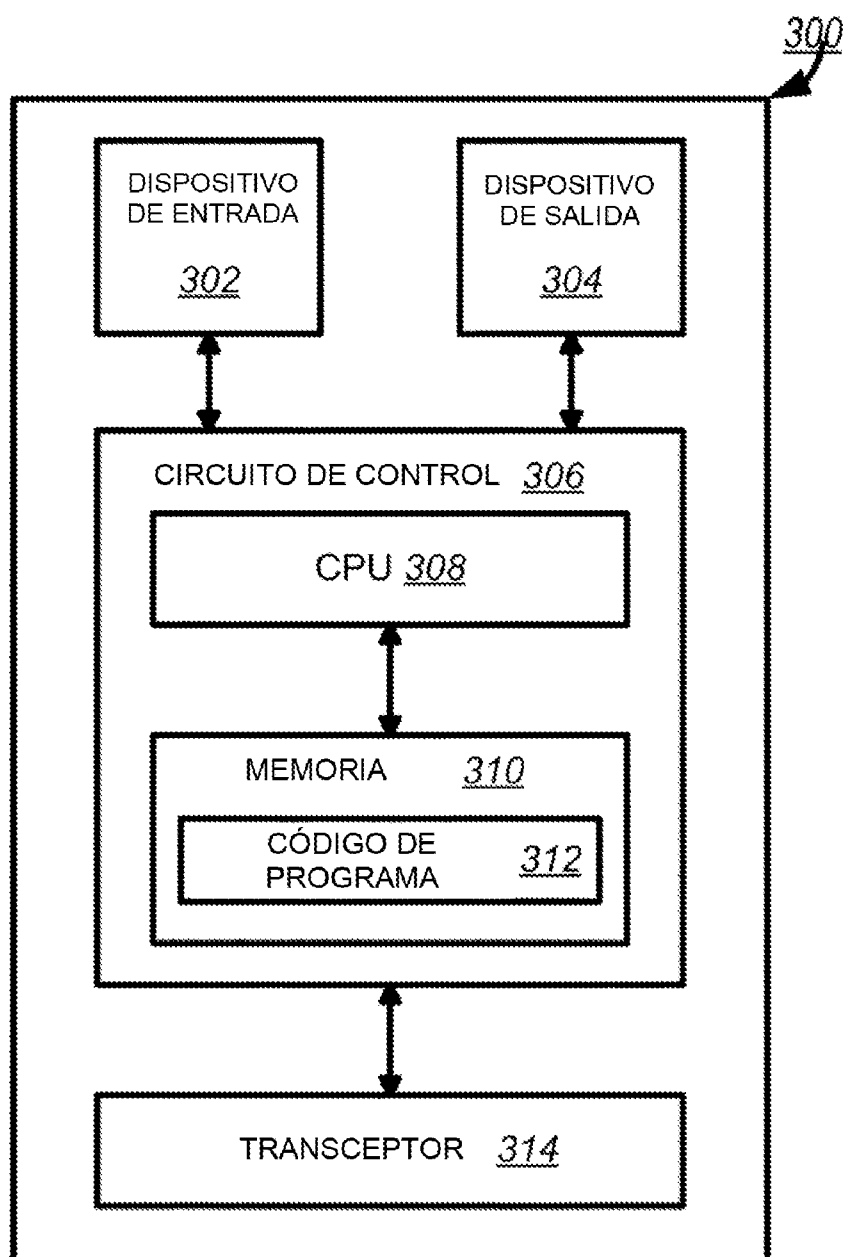 300
DISPOSITIVO
DE ENTRADA
302
DISPOSITIVO
DE SALIDA
304
CIRCUITO DE CONTROL 306
CPU 308
MEMORIA 310
CÓDIGO DE
PROGRAMA 312
TRANSCEPTOR 314